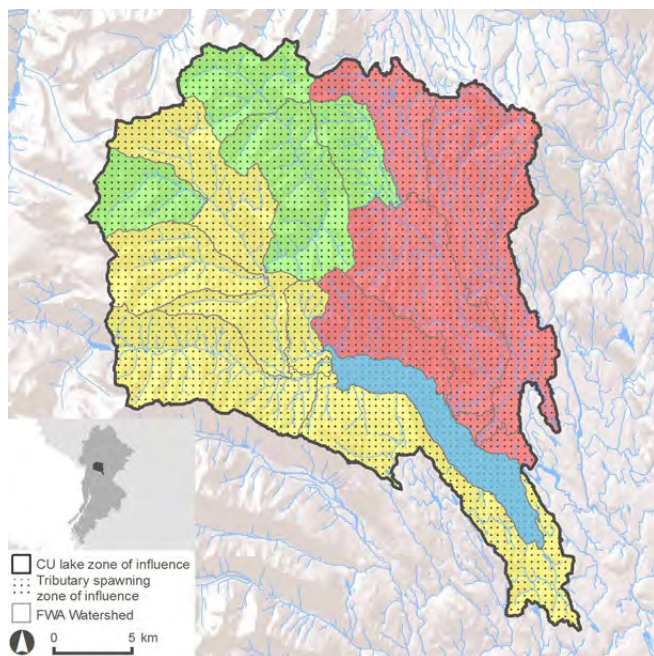 CU lake zone of influence
Tributary spawning
zone of influence
FWA Watershed
0 5 km